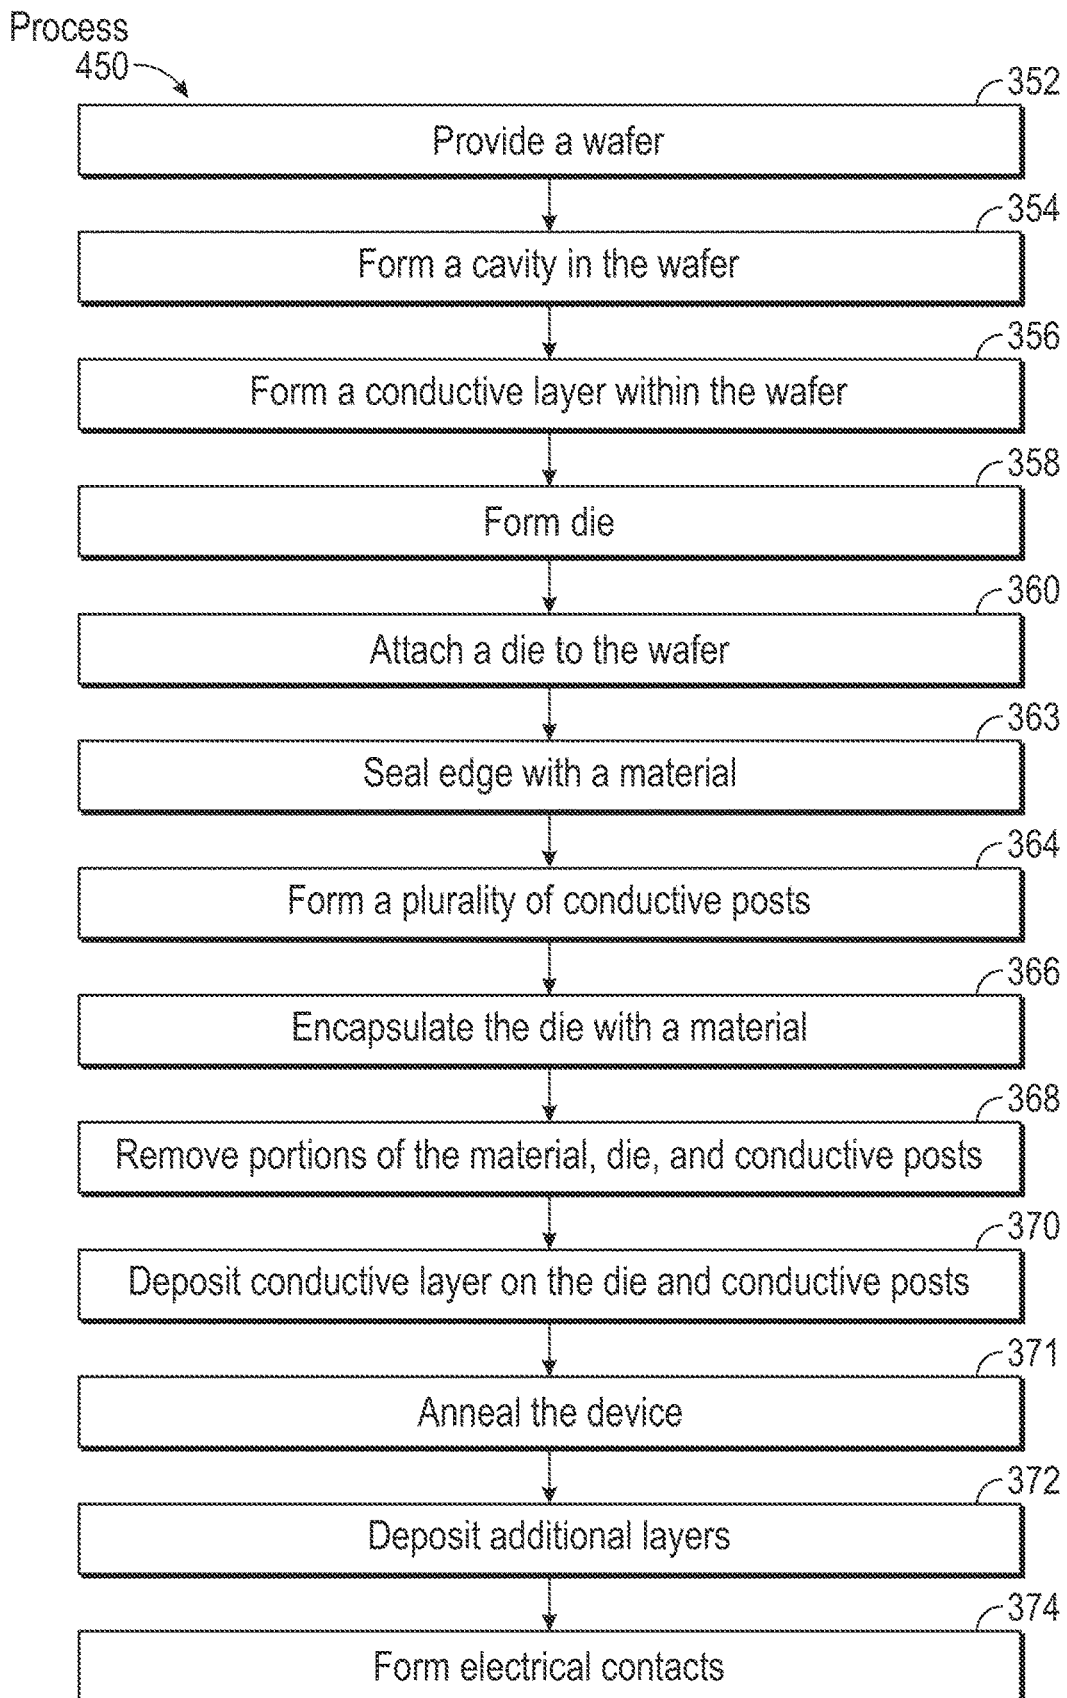 Process
450
352
Provide a wafer
354
Form a cavity in the wafer
356
Form a conductive layer within the wafer
358
Form die
360
Attach a die to the wafer
363
Seal edge with a material
364
Form a plurality of conductive posts
366
Encapsulate the die with a material
368
Remove portions of the material, die, and conductive posts
370
Deposit conductive layer on the die and conductive posts
371
Anneal the device
372
Deposit additional layers
374
Form electrical contacts